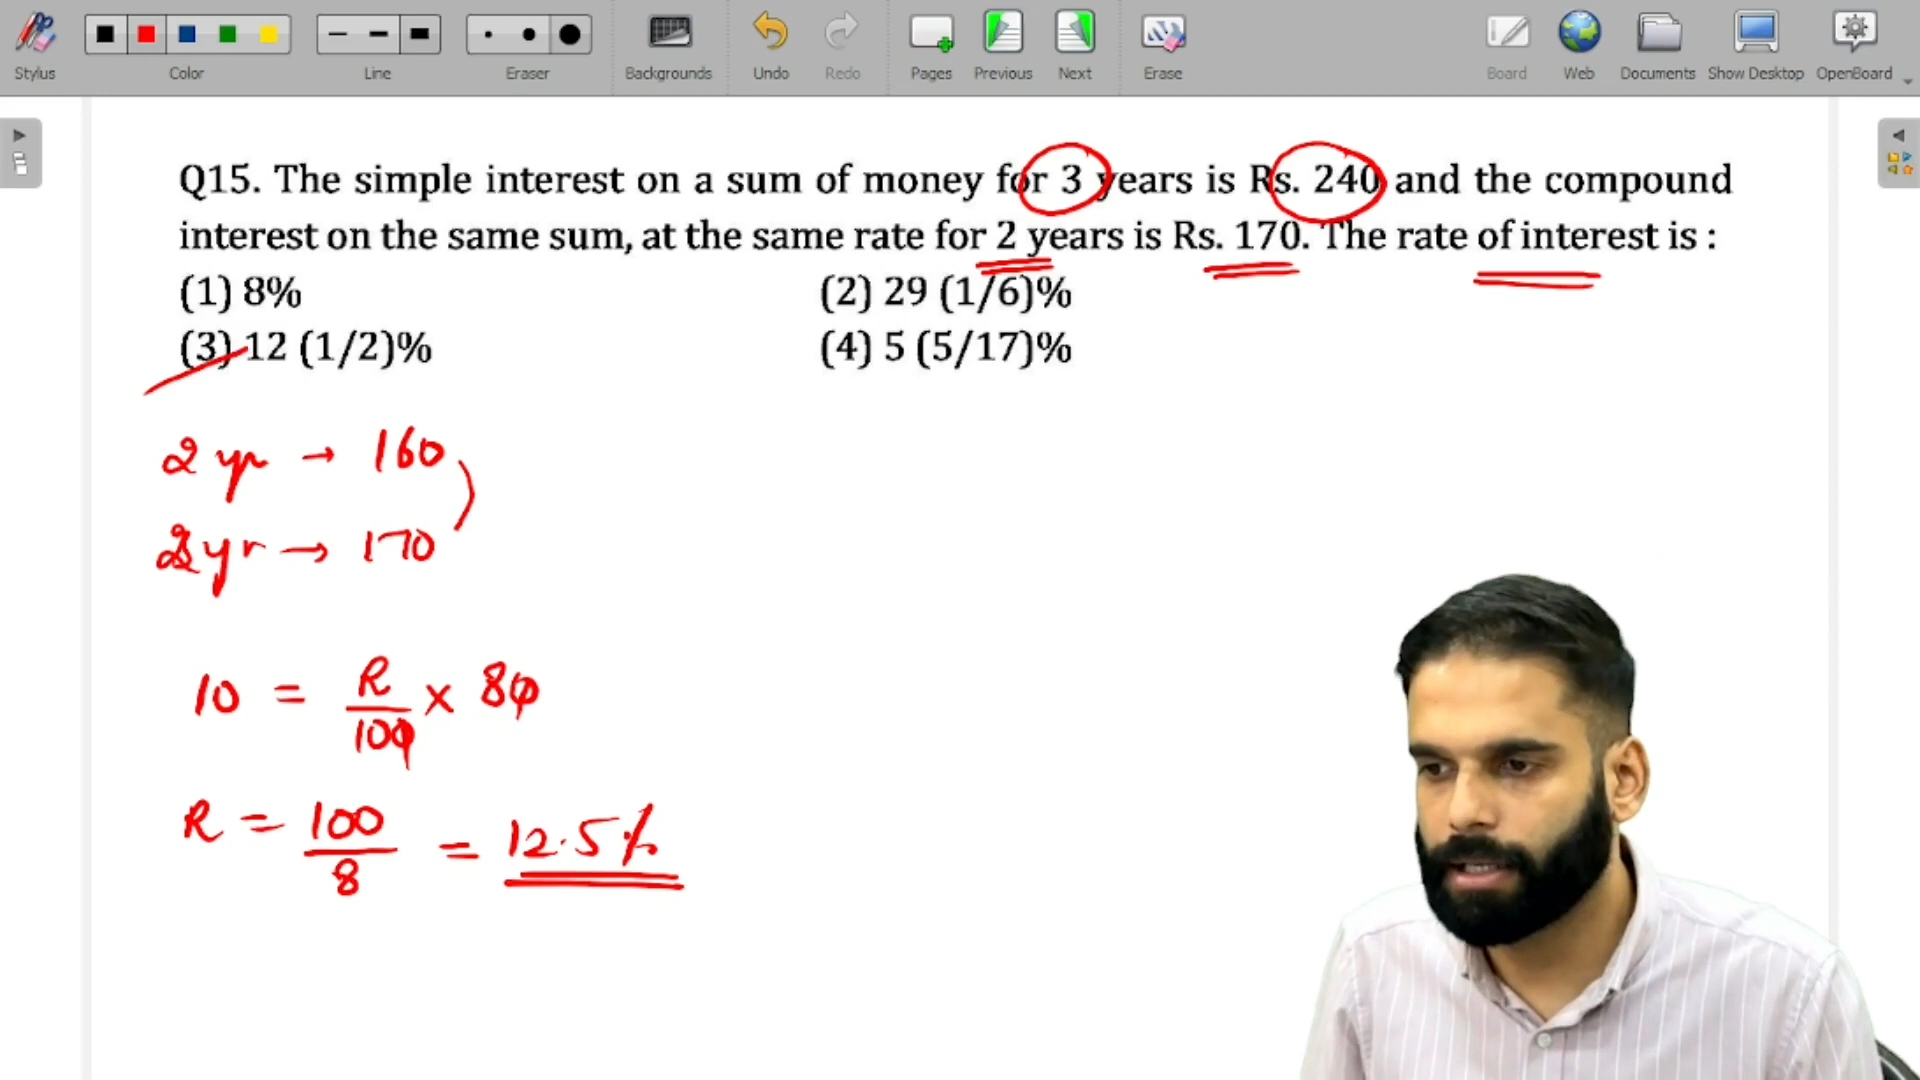 Stylus Color Line Eraser Backgrounds Undo Redo Pages Previous Next Erase Board Web Documents Show Desktop OpenBoard
Q15. The simple interest on a sum of money for 3 years is Rs. 240 and the compound
interest on the same sum, at the same rate for 2 years is Rs. 170. The rate of interest is :
(1) 8% (2) 29 (1/6)%
(3) 12 (1/2)% (4) 5 (5/17)%
2 yr → 160
2 yr → 170
10 = R/100 × 80
R = 100/8 = 12.5%